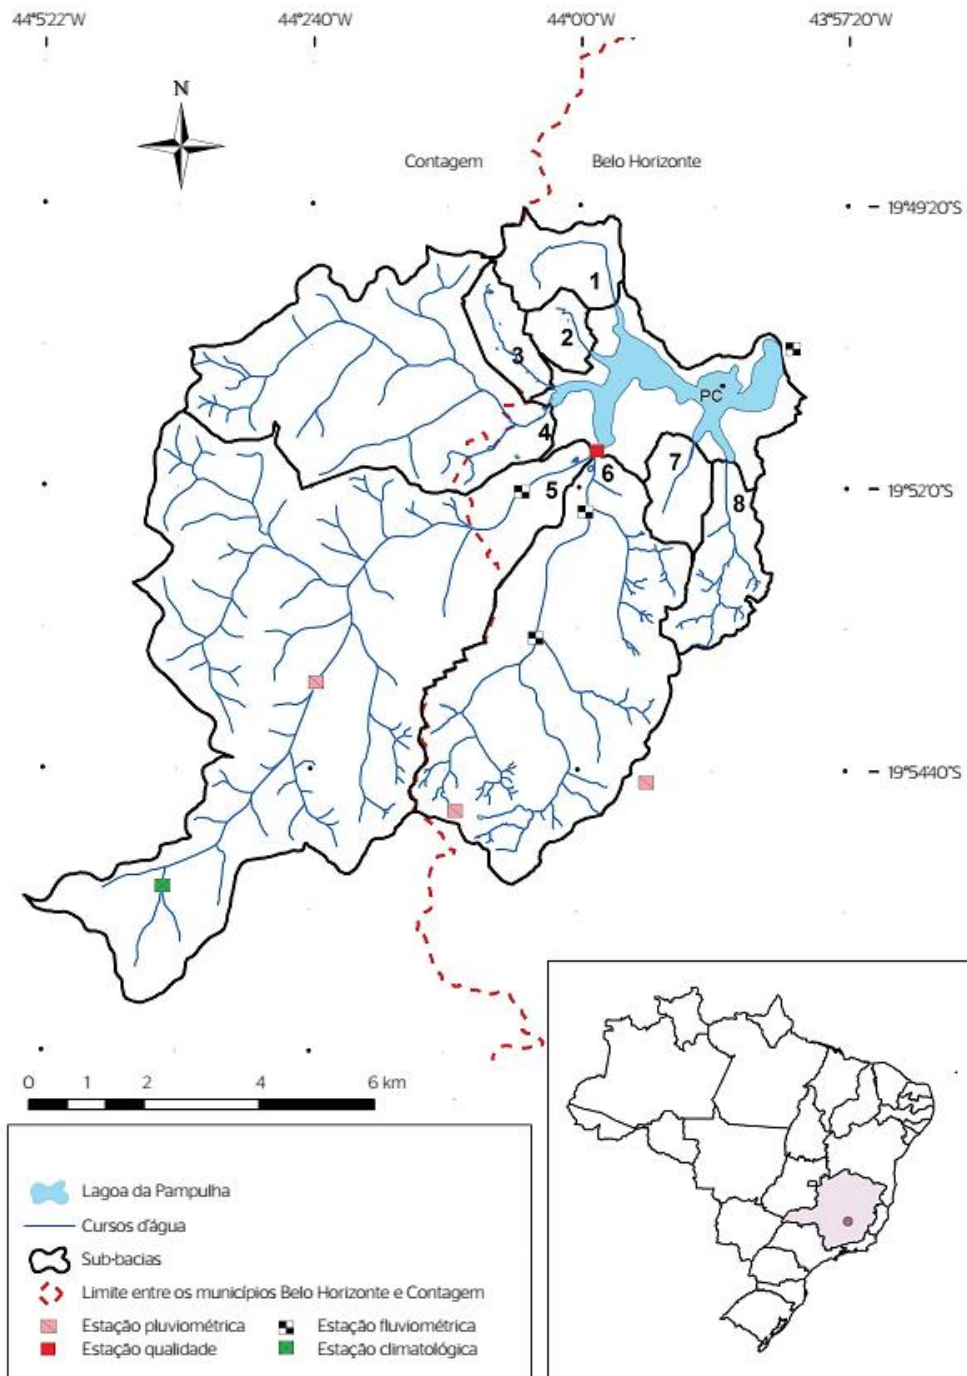 44°5'22"W 44°2'40"W 44°0'0"W 43°57'20"W
N
Contagem Belo Horizonte
19°49'20"S
1
2
3
PC
4
7
5 6
19°52'0"S
8
19°54'40"S
0 1 2 4 6 km
Lagoa da Pampulha
Cursos d'água
Sub-bacias
Limite entre os municípios Belo Horizonte e Contagem
Estação pluviométrica Estação fluviométrica
Estação qualidade Estação climatológica